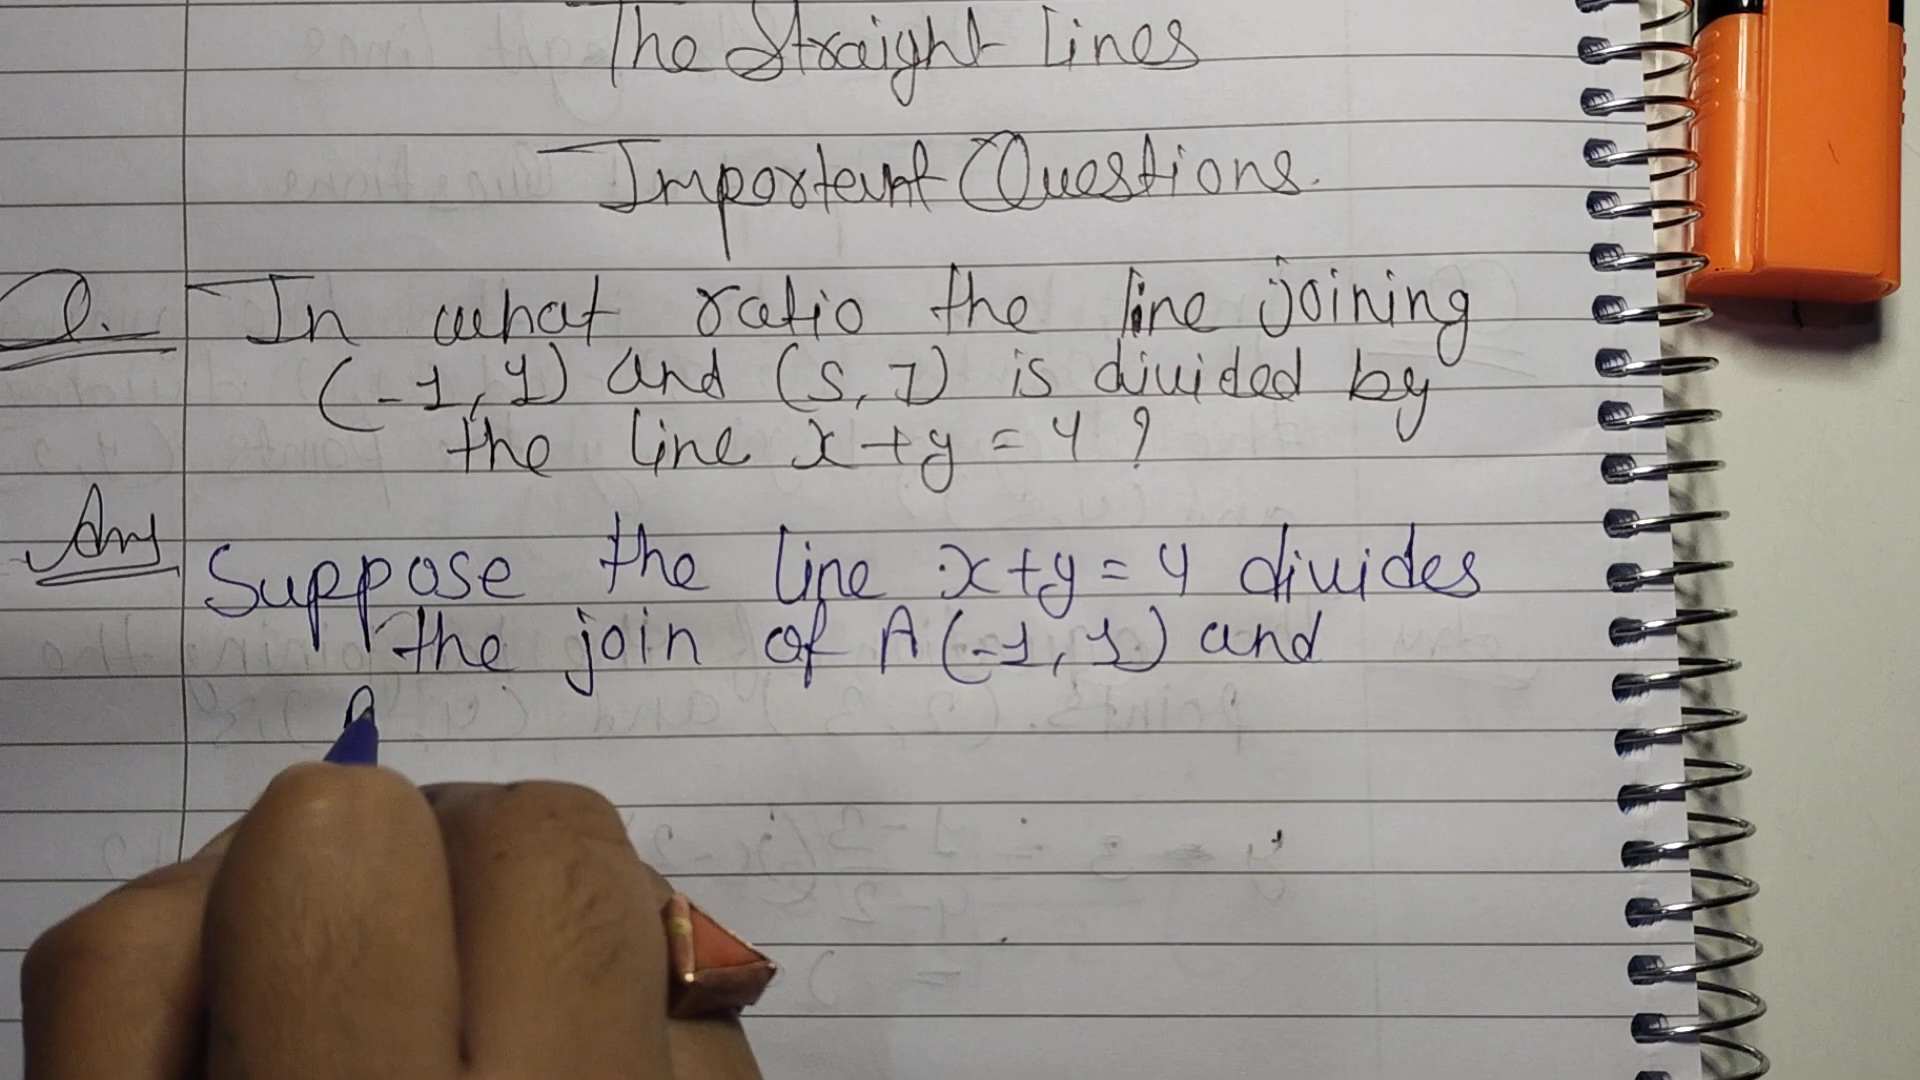 The Straight Lines
Important Questions.
Q. In what ratio the line joining
(-1, 1) and (5, 7) is divided by
the line x+y = 4 ?
Ans Suppose the line x+y = 4 divides
the join of A(-1, 1) and